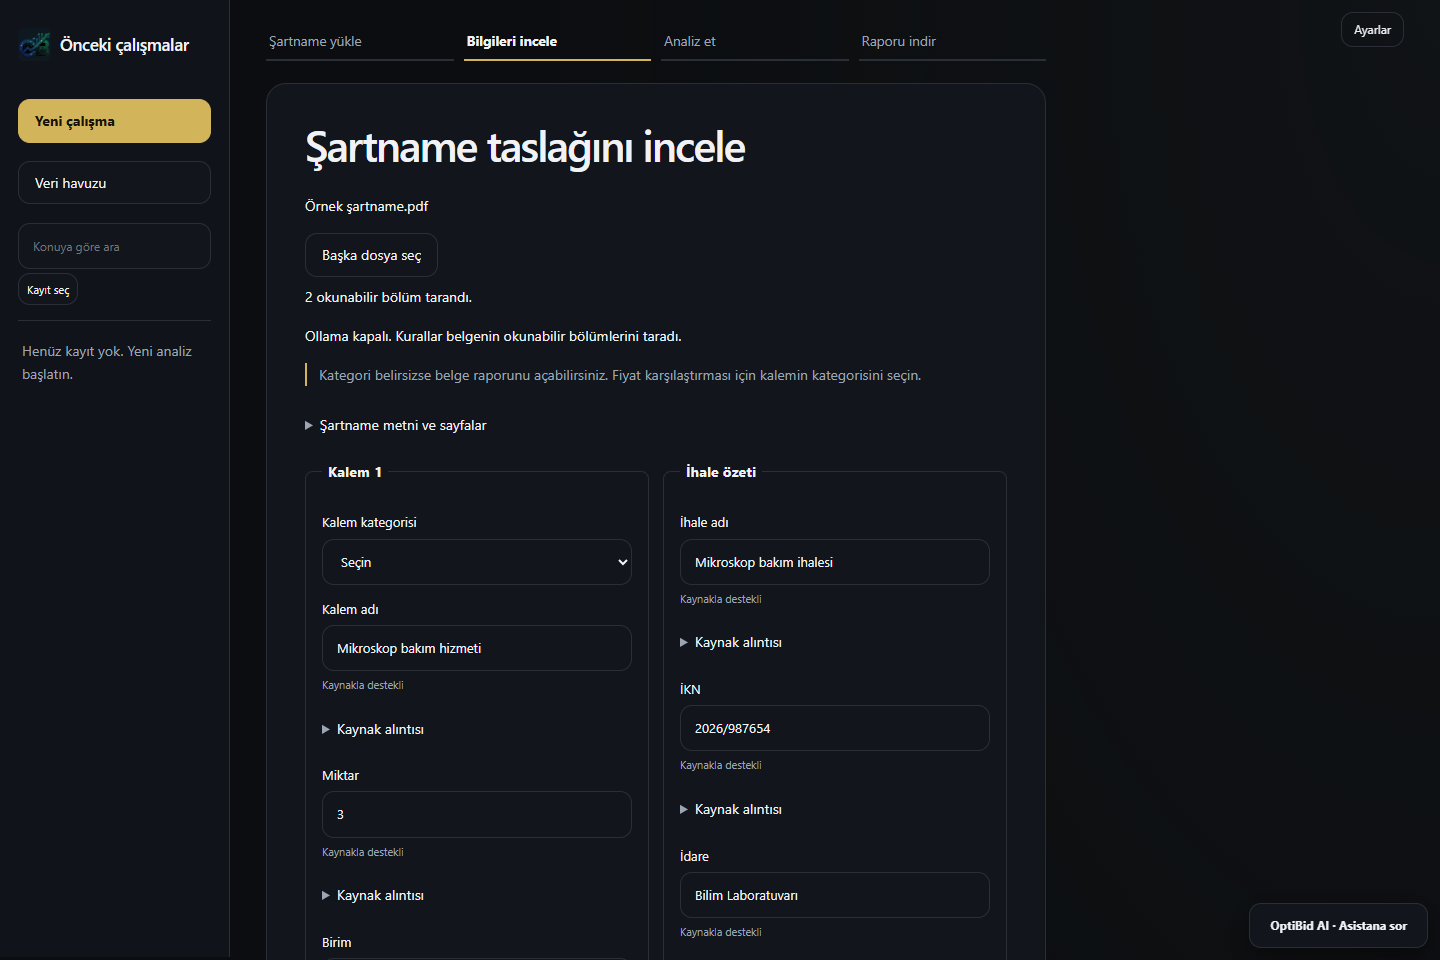 Önceki çalışmalar
Yeni çalışma
Veri havuzu
Konuya göre ara
Kayıt seç
Henüz kayıt yok. Yeni analiz
başlatın.
Şartname yükle
Bilgileri incele
Analiz et
Raporu indir
Ayarlar
Şartname taslağını incele
Örnek şartname.pdf
Başka dosya seç
2 okunabilir bölüm tarandı.
Ollama kapalı. Kurallar belgenin okunabilir bölümlerini taradı.
Kategori belirsizse belge raporunu açabilirsiniz. Fiyat karşılaştırması için kalemin kategorisini seçin.
Şartname metni ve sayfalar
Kalem 1
Kalem kategorisi
Seçin
Kalem adı
Mikroskop bakım hizmeti
Kaynakla destekli
Kaynak alıntısı
Miktar
3
Kaynakla destekli
Kaynak alıntısı
Birim
İhale özeti
İhale adı
Mikroskop bakım ihalesi
Kaynakla destekli
Kaynak alıntısı
İKN
2026/987654
Kaynakla destekli
Kaynak alıntısı
İdare
Bilim Laboratuvarı
Kaynakla destekli
OptiBid AI · Asistana sor